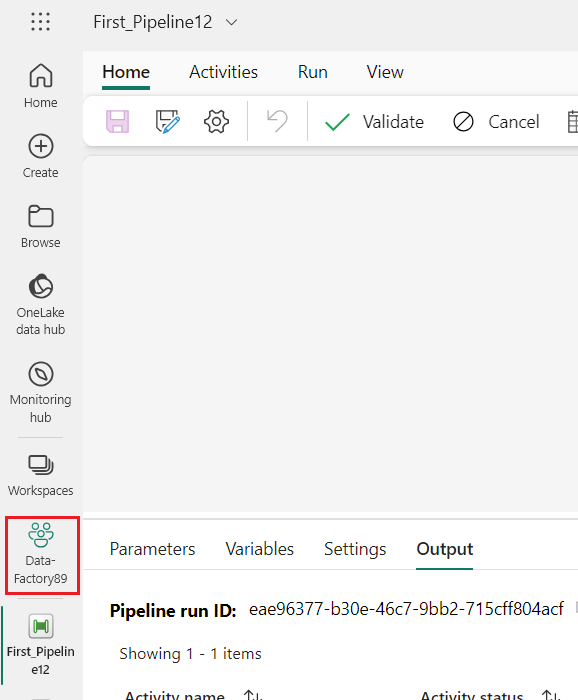 First_Pipeline12
Home Activities Run View
Validate Cancel
Home
Create
Browse
OneLake
data hub
Monitoring
hub
Workspaces
Data-
Factory89
First_Pipelin
e12
Parameters Variables Settings Output
Pipeline run ID: eae96377-b30e-46c7-9bb2-715cff804acf
Showing 1 - 1 items
Activity name Activity status